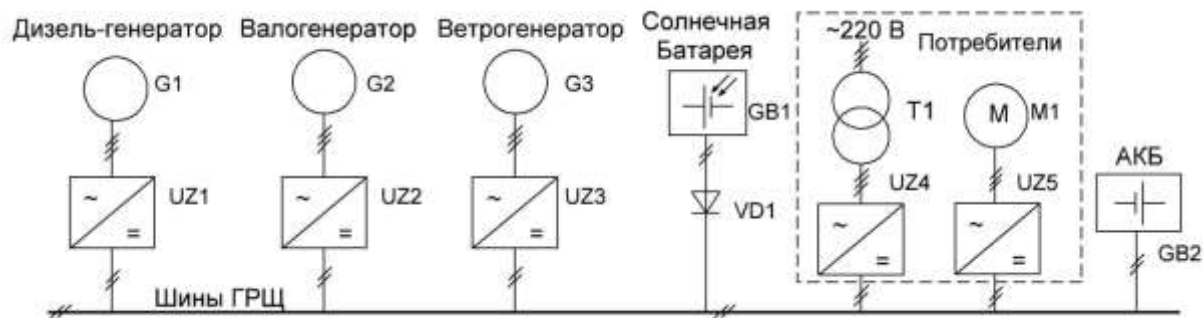 Дизель-генератор
Валогенератор
Ветрогенератор
Солнечная
Батарея
~220 В
Потребители
G1
G2
G3
GB1
T1
M
M1
АКБ
UZ1
UZ2
UZ3
VD1
UZ4
UZ5
GB2
~
=
~
=
~
=
~
=
~
=
Шины ГРЩ